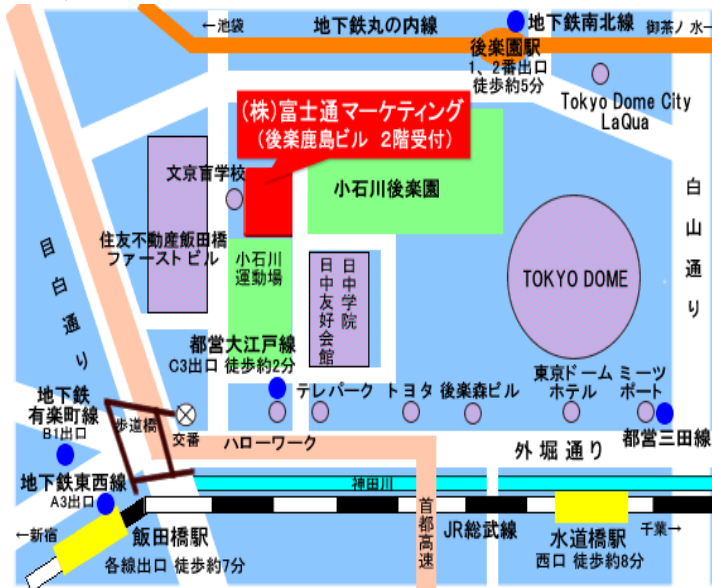 ←池袋
地下鉄丸の内線
地下鉄南北線
御茶ノ水→
後楽園駅
1、2番出口
徒歩約5分
Tokyo Dome City
LaQua
(株)富士通マーケティング
(後楽鹿島ビル 2階受付)
文京盲学校
小石川後楽園
白山通り
住友不動産飯田橋
ファーストビル
小石川
運動場
日中友好会館
日中学院
TOKYO DOME
目白通り
都営大江戸線
C3出口 徒歩約2分
地下鉄
有楽町線
B1出口
歩道橋
交番
テレパーク
トヨタ
後楽森ビル
東京ドーム
ホテル
ミーツ
ポート
ハローワーク
外堀通り
都営三田線
地下鉄東西線
A3出口
神田川
←新宿
飯田橋駅
各線出口 徒歩約7分
首都高速
JR総武線
水道橋駅
西口 徒歩約8分
千葉→